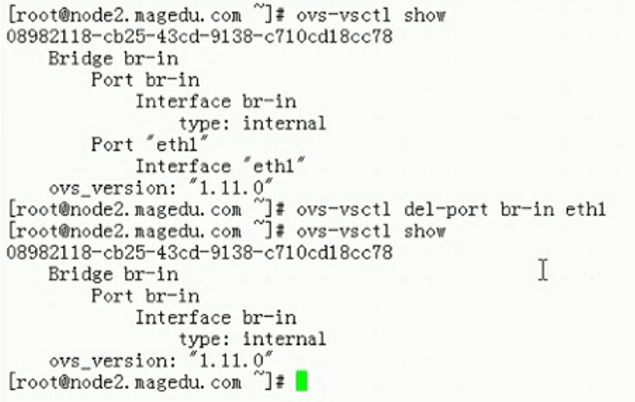 [root@node2.magedu.com ~]# ovs-vsctl show
08982118-cb25-43cd-9138-c710cd18cc78
    Bridge br-in
        Port br-in
            Interface br-in
                type: internal
        Port "eth1"
            Interface "eth1"
    ovs_version: "1.11.0"
[root@node2.magedu.com ~]# ovs-vsctl del-port br-in eth1
[root@node2.magedu.com ~]# ovs-vsctl show
08982118-cb25-43cd-9138-c710cd18cc78
    Bridge br-in
        Port br-in
            Interface br-in
                type: internal
    ovs_version: "1.11.0"
[root@node2.magedu.com ~]#